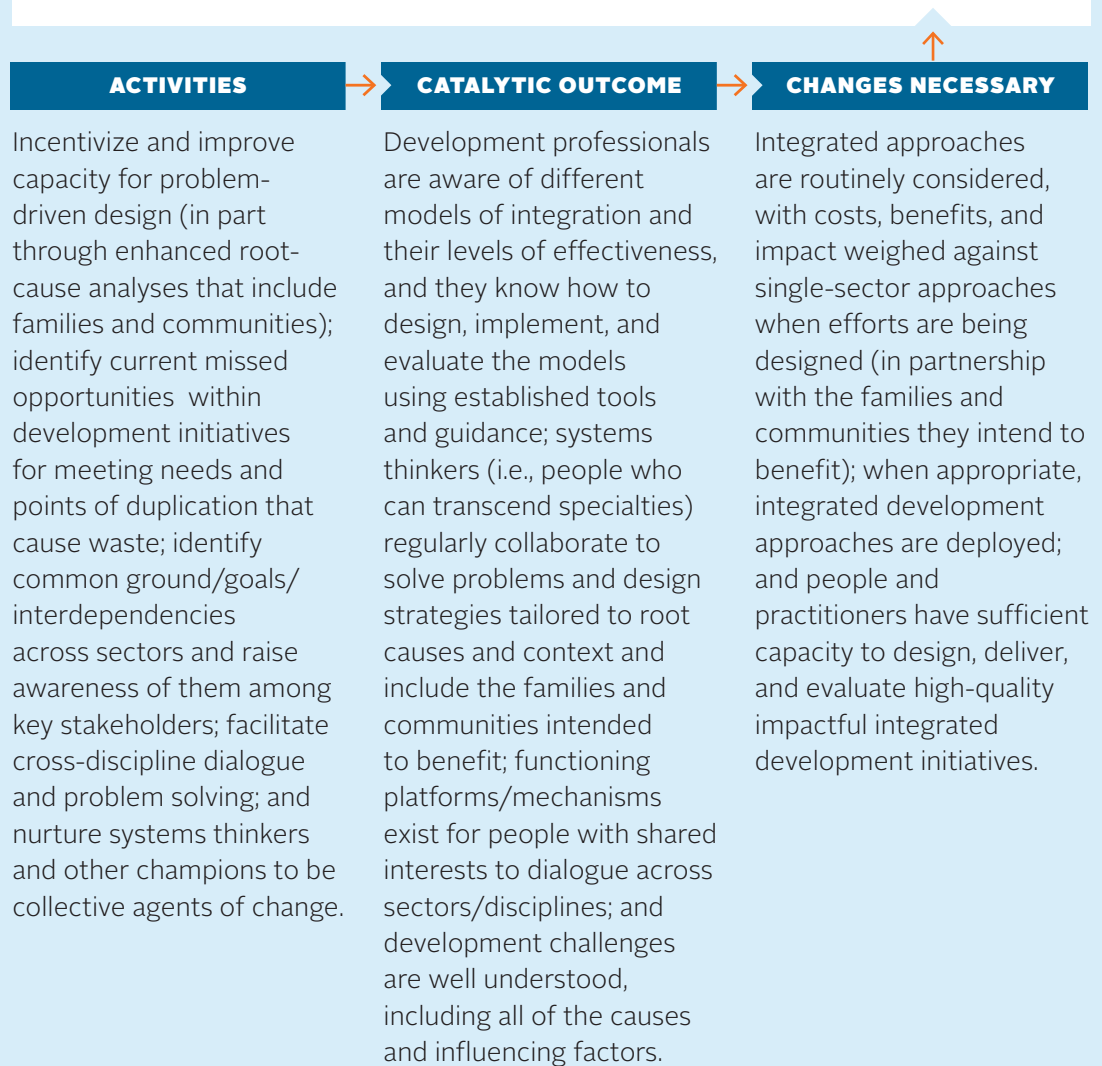 ACTIVITIES
Incentivize and improve
capacity for problem-
driven design (in part
through enhanced root-
cause analyses that include
families and communities);
identify current missed
opportunities within
development initiatives
for meeting needs and
points of duplication that
cause waste; identify
common ground/goals/
interdependencies
across sectors and raise
awareness of them among
key stakeholders; facilitate
cross-discipline dialogue
and problem solving; and
nurture systems thinkers
and other champions to be
collective agents of change.
CATALYTIC OUTCOME
Development professionals
are aware of different
models of integration and
their levels of effectiveness,
and they know how to
design, implement, and
evaluate the models
using established tools
and guidance; systems
thinkers (i.e., people who
can transcend specialties)
regularly collaborate to
solve problems and design
strategies tailored to root
causes and context and
include the families and
communities intended
to benefit; functioning
platforms/mechanisms
exist for people with shared
interests to dialogue across
sectors/disciplines; and
development challenges
are well understood,
including all of the causes
and influencing factors.
CHANGES NECESSARY
Integrated approaches
are routinely considered,
with costs, benefits, and
impact weighed against
single-sector approaches
when efforts are being
designed (in partnership
with the families and
communities they intend to
benefit); when appropriate,
integrated development
approaches are deployed;
and people and
practitioners have sufficient
capacity to design, deliver,
and evaluate high-quality
impactful integrated
development initiatives.